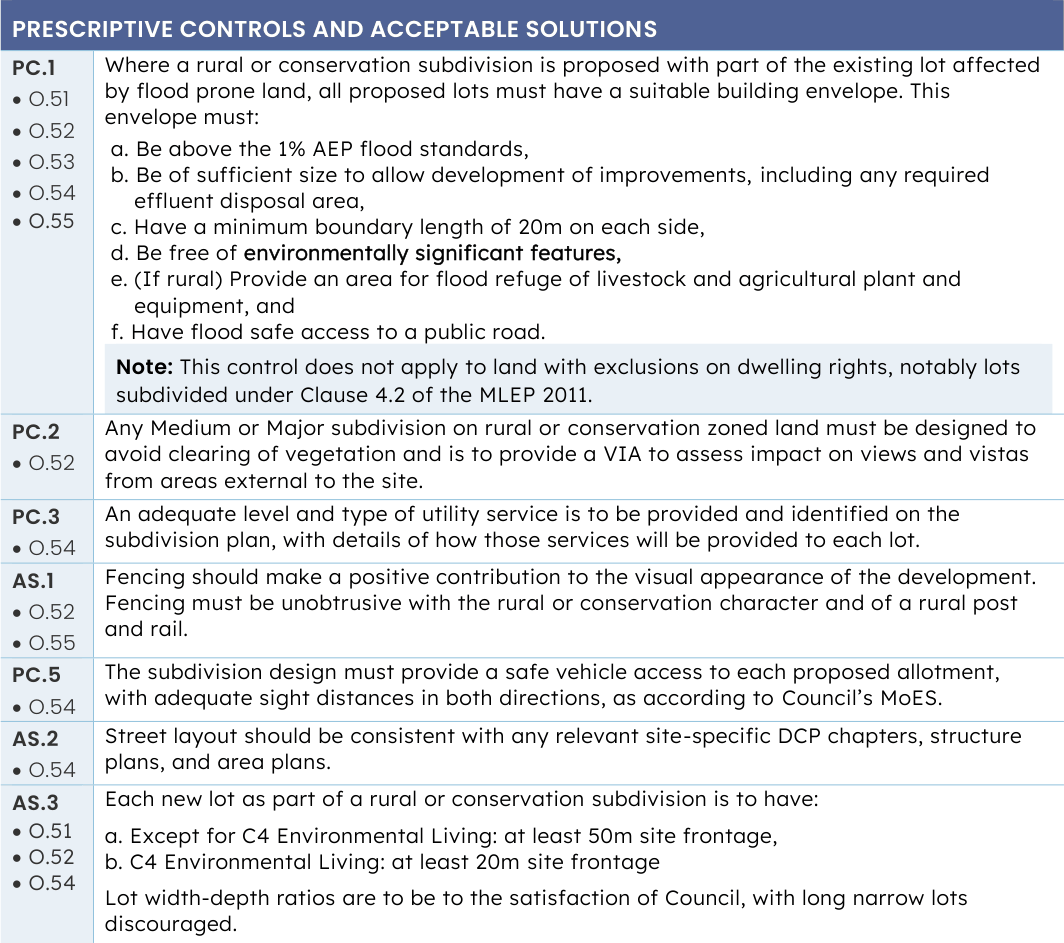 PRESCRIPTIVE CONTROLS AND ACCEPTABLE SOLUTIONS
PC.1
• O.51
• O.52
• O.53
• O.54
• O.55
Where a rural or conservation subdivision is proposed with part of the existing lot affected
by flood prone land, all proposed lots must have a suitable building envelope. This
envelope must:
a. Be above the 1% AEP flood standards,
b. Be of sufficient size to allow development of improvements, including any required
effluent disposal area,
c. Have a minimum boundary length of 20m on each side,
d. Be free of environmentally significant features,
e. (If rural) Provide an area for flood refuge of livestock and agricultural plant and
equipment, and
f. Have flood safe access to a public road.
Note: This control does not apply to land with exclusions on dwelling rights, notably lots
subdivided under Clause 4.2 of the MLEP 2011.
PC.2
• O.52
Any Medium or Major subdivision on rural or conservation zoned land must be designed to
avoid clearing of vegetation and is to provide a VIA to assess impact on views and vistas
from areas external to the site.
PC.3
• O.54
An adequate level and type of utility service is to be provided and identified on the
subdivision plan, with details of how those services will be provided to each lot.
AS.1
• O.52
• O.55
Fencing should make a positive contribution to the visual appearance of the development.
Fencing must be unobtrusive with the rural or conservation character and of a rural post
and rail.
PC.5
• O.54
The subdivision design must provide a safe vehicle access to each proposed allotment,
with adequate sight distances in both directions, as according to Council’s MoES.
AS.2
• O.54
Street layout should be consistent with any relevant site-specific DCP chapters, structure
plans, and area plans.
AS.3
• O.51
• O.52
• O.54
Each new lot as part of a rural or conservation subdivision is to have:
a. Except for C4 Environmental Living: at least 50m site frontage,
b. C4 Environmental Living: at least 20m site frontage
Lot width-depth ratios are to be to the satisfaction of Council, with long narrow lots
discouraged.